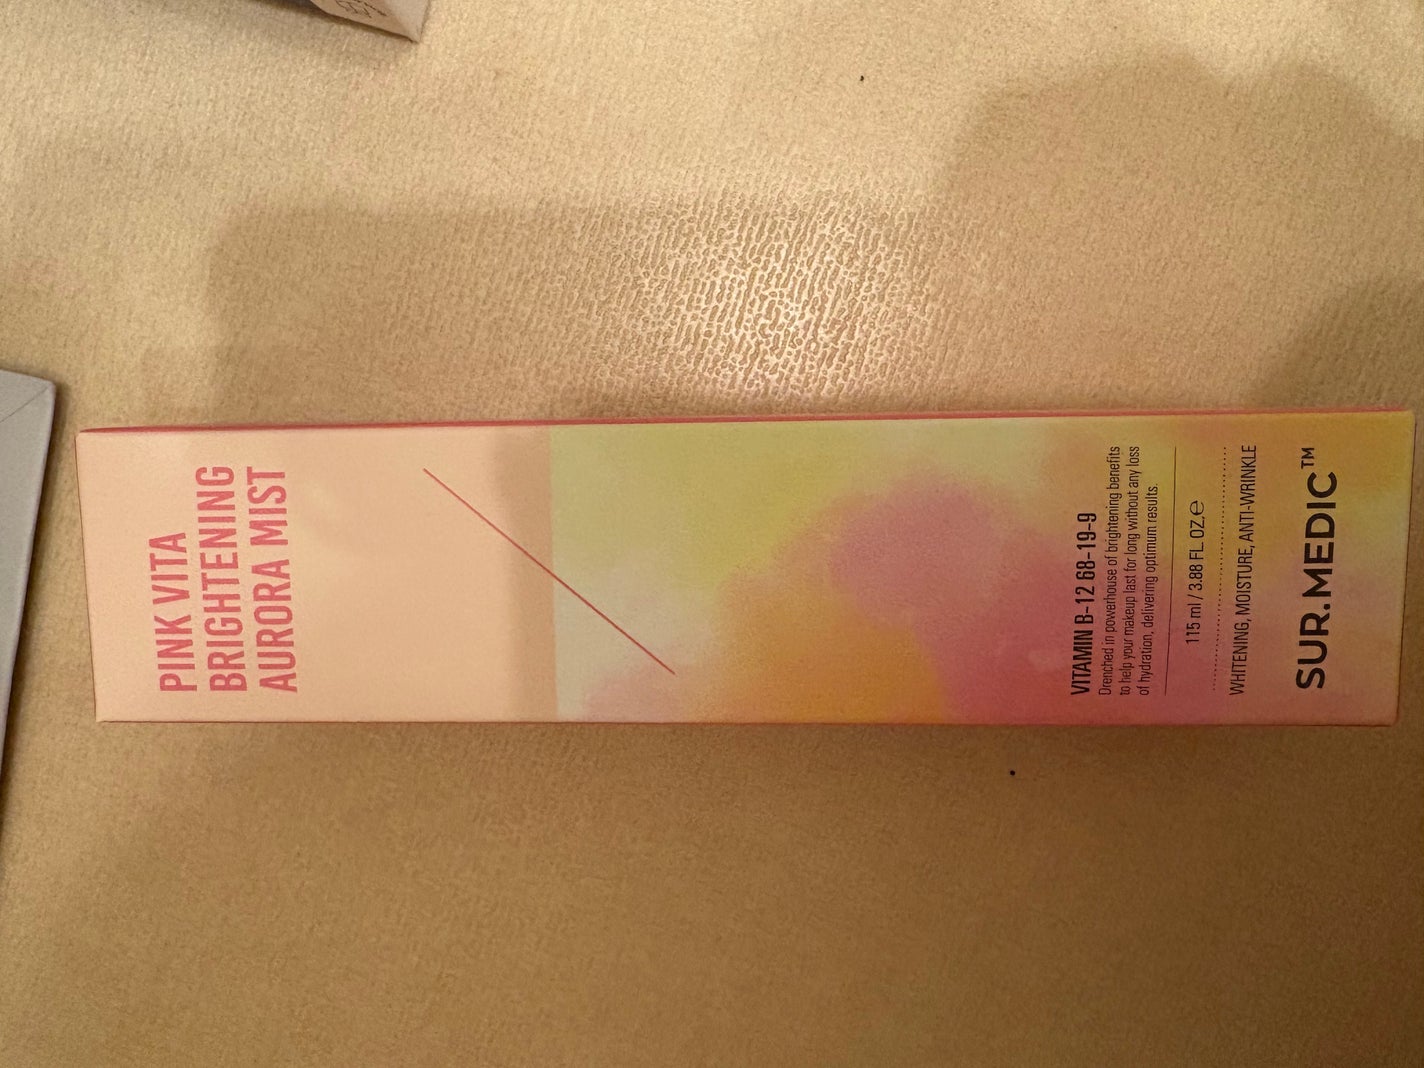 PINK VITA
BRIGHTENING
AURORA MIST
VITAMIN B-12 68-19-9
Drenched in powerhouse of brightening benefits
to help your makeup last for long without any loss
of hydration, delivering optimum results.
115 ml / 3.88 FL OZ.℮
WHITENING, MOISTURE, ANTI-WRINKLE
SUR.MEDIC™